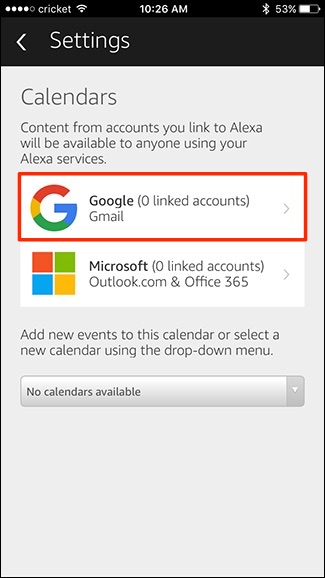 cricket 10:26 AM 53%
Settings
Calendars
Content from accounts you link to Alexa
will be available to anyone using your
Alexa services.
Google (0 linked accounts)
Gmail
Microsoft (0 linked accounts)
Outlook.com & Office 365
Add new events to this calendar or select a
new calendar using the drop-down menu.
No calendars available